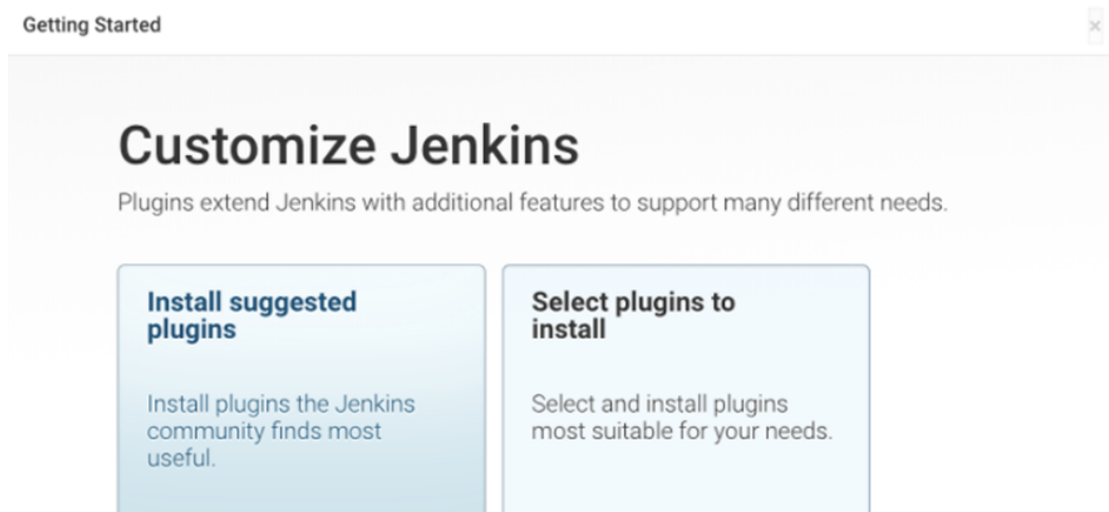 Getting Started
×
Customize Jenkins
Plugins extend Jenkins with additional features to support many different needs.
Install suggested
plugins
Install plugins the Jenkins
community finds most
useful.
Select plugins to
install
Select and install plugins
most suitable for your needs.